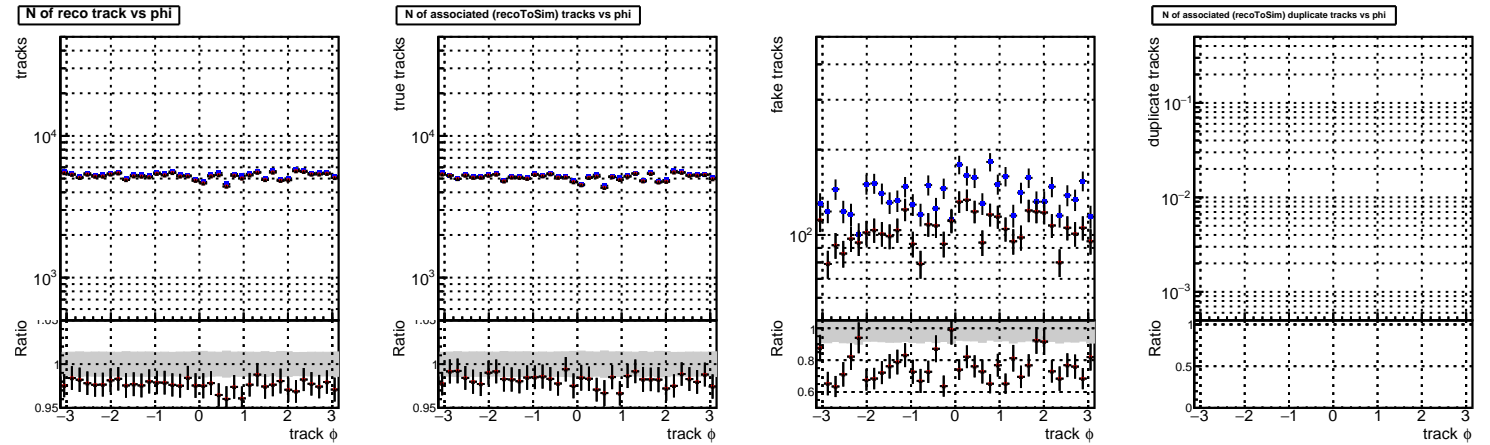 N of reco track vs phi
tracks
10^4
10^3
Ratio
1.05
1
0.95
−3 −2 −1 0 1 2 3
track ϕ
N of associated (recoToSim) tracks vs phi
true tracks
10^4
10^3
Ratio
1.05
1
0.95
−3 −2 −1 0 1 2 3
track ϕ
fake tracks
10^2
Ratio
1
0.8
0.6
−3 −2 −1 0 1 2 3
track ϕ
N of associated (recoToSim) duplicate tracks vs phi
duplicate tracks
10^−1
10^−2
10^−3
Ratio
1
0.5
0
−3 −2 −1 0 1 2 3
track ϕ